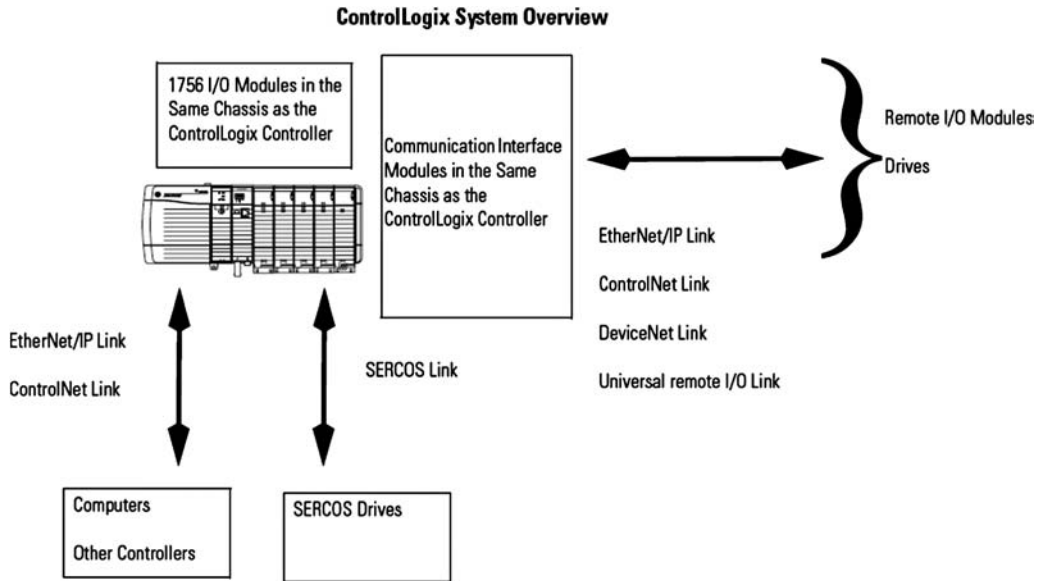 ControlLogix System Overview
1756 I/O Modules in the
Same Chassis as the
ControlLogix Controller
Communication Interface
Modules in the Same
Chassis as the
ControlLogix Controller
Remote I/O Modules
Drives
EtherNet/IP Link
ControlNet Link
DeviceNet Link
Universal remote I/O Link
EtherNet/IP Link
ControlNet Link
SERCOS Link
Computers
Other Controllers
SERCOS Drives